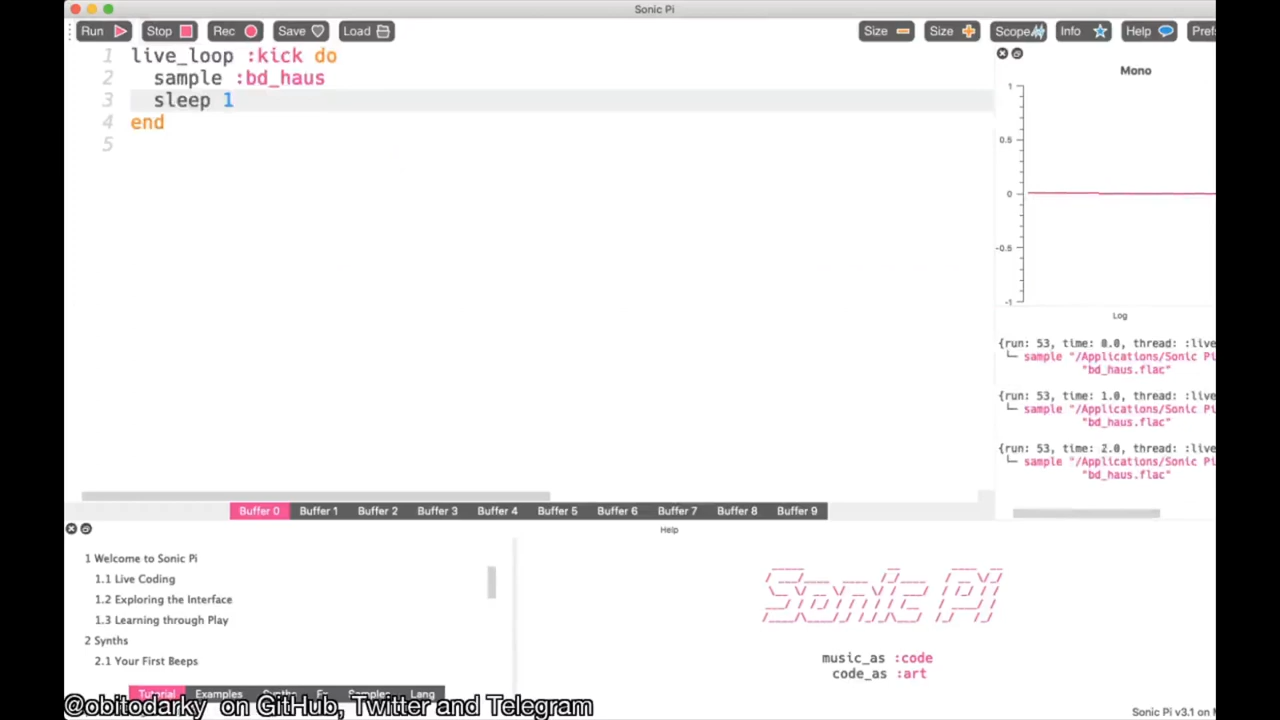 Sonic Pi
Run Stop Rec Save Load Size Size Scope Info Help Prefs
1 live_loop :kick do
2 sample :bd_haus
3 sleep 1
4 end
5
Mono
1
0.5
0
-0.5
-1
Log
{run: 53, time: 0.0, thread: :live
└─ sample "/Applications/Sonic Pi
"bd_haus.flac"
{run: 53, time: 1.0, thread: :live
└─ sample "/Applications/Sonic Pi
"bd_haus.flac"
{run: 53, time: 2.0, thread: :live
└─ sample "/Applications/Sonic Pi
"bd_haus.flac"
Buffer 0 Buffer 1 Buffer 2 Buffer 3 Buffer 4 Buffer 5 Buffer 6 Buffer 7 Buffer 8 Buffer 9
Help
1 Welcome to Sonic Pi
1.1 Live Coding
1.2 Exploring the Interface
1.3 Learning through Play
2 Synths
2.1 Your First Beeps
Sonic Pi
music_as :code
code_as :art
Tutorial Examples Synths Fx Samples Lang
@obitodarky on GitHub, Twitter and Telegram
Sonic Pi v3.1 on M